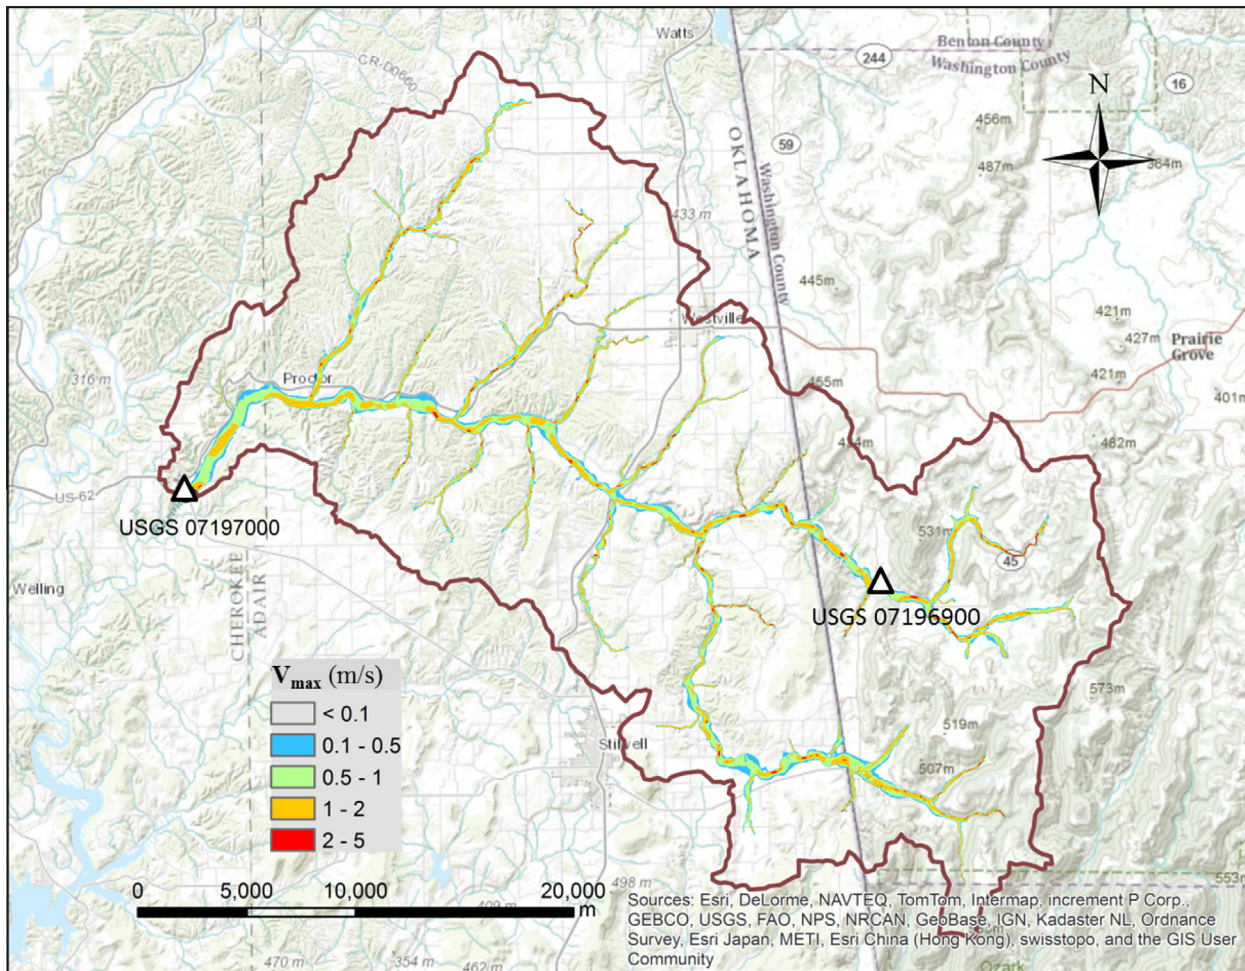 Watts
Benton County
Washington County
244
16
CR-D0660
N
OKLAHOMA
59
Washington County
456m
487m
364m
433 m
445m
421m
427m
Prairie
Grove
Westville
316 m
Proctor
455m
421m
401m
482m
US-62
USGS 07197000
531m
45
Welling
CHEROKEE
ADAIR
USGS 07196900
573m
519m
507m
Stilwell
Vmax (m/s)
< 0.1
0.1 - 0.5
0.5 - 1
1 - 2
2 - 5
0 5,000 10,000 20,000
m
498 m
409 m
553m
470 m
354 m
462 m
Sources: Esri, DeLorme, NAVTEQ, TomTom, Intermap, increment P Corp.,
GEBCO, USGS, FAO, NPS, NRCAN, GeoBase, IGN, Kadaster NL, Ordnance
Survey, Esri Japan, METI, Esri China (Hong Kong), swisstopo, and the GIS User
Community
Ozark